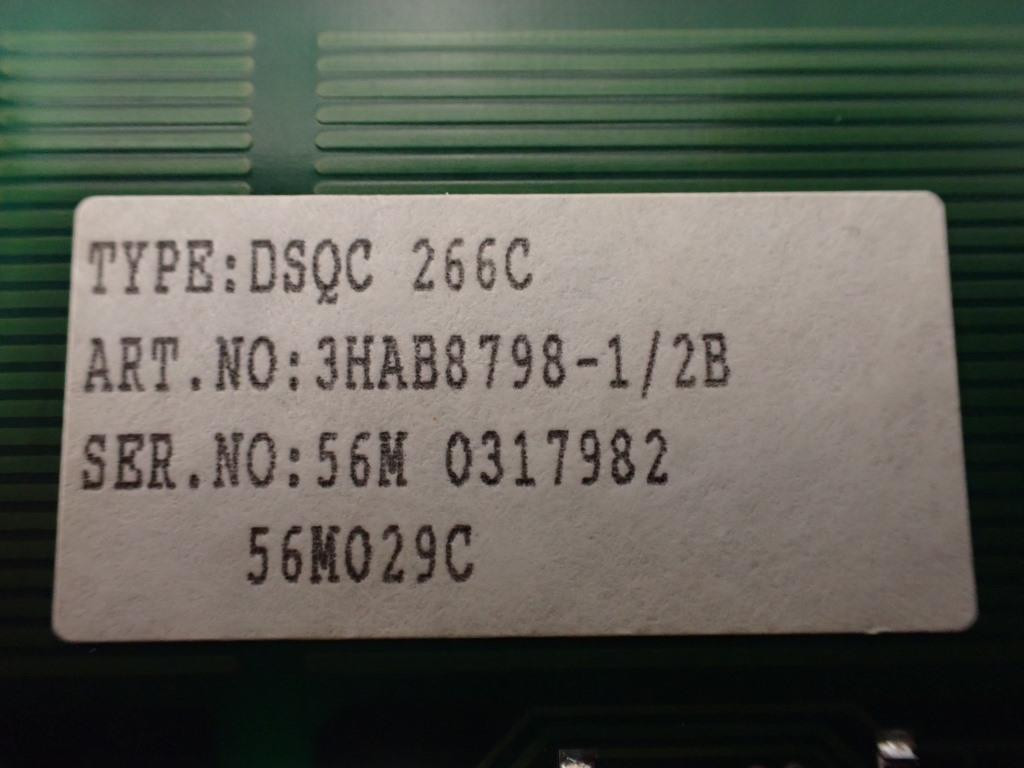 TYPE:DSQC 266C
ART.NO:3HAB8798-1/2B
SER.NO:56M 0317982
56M029C